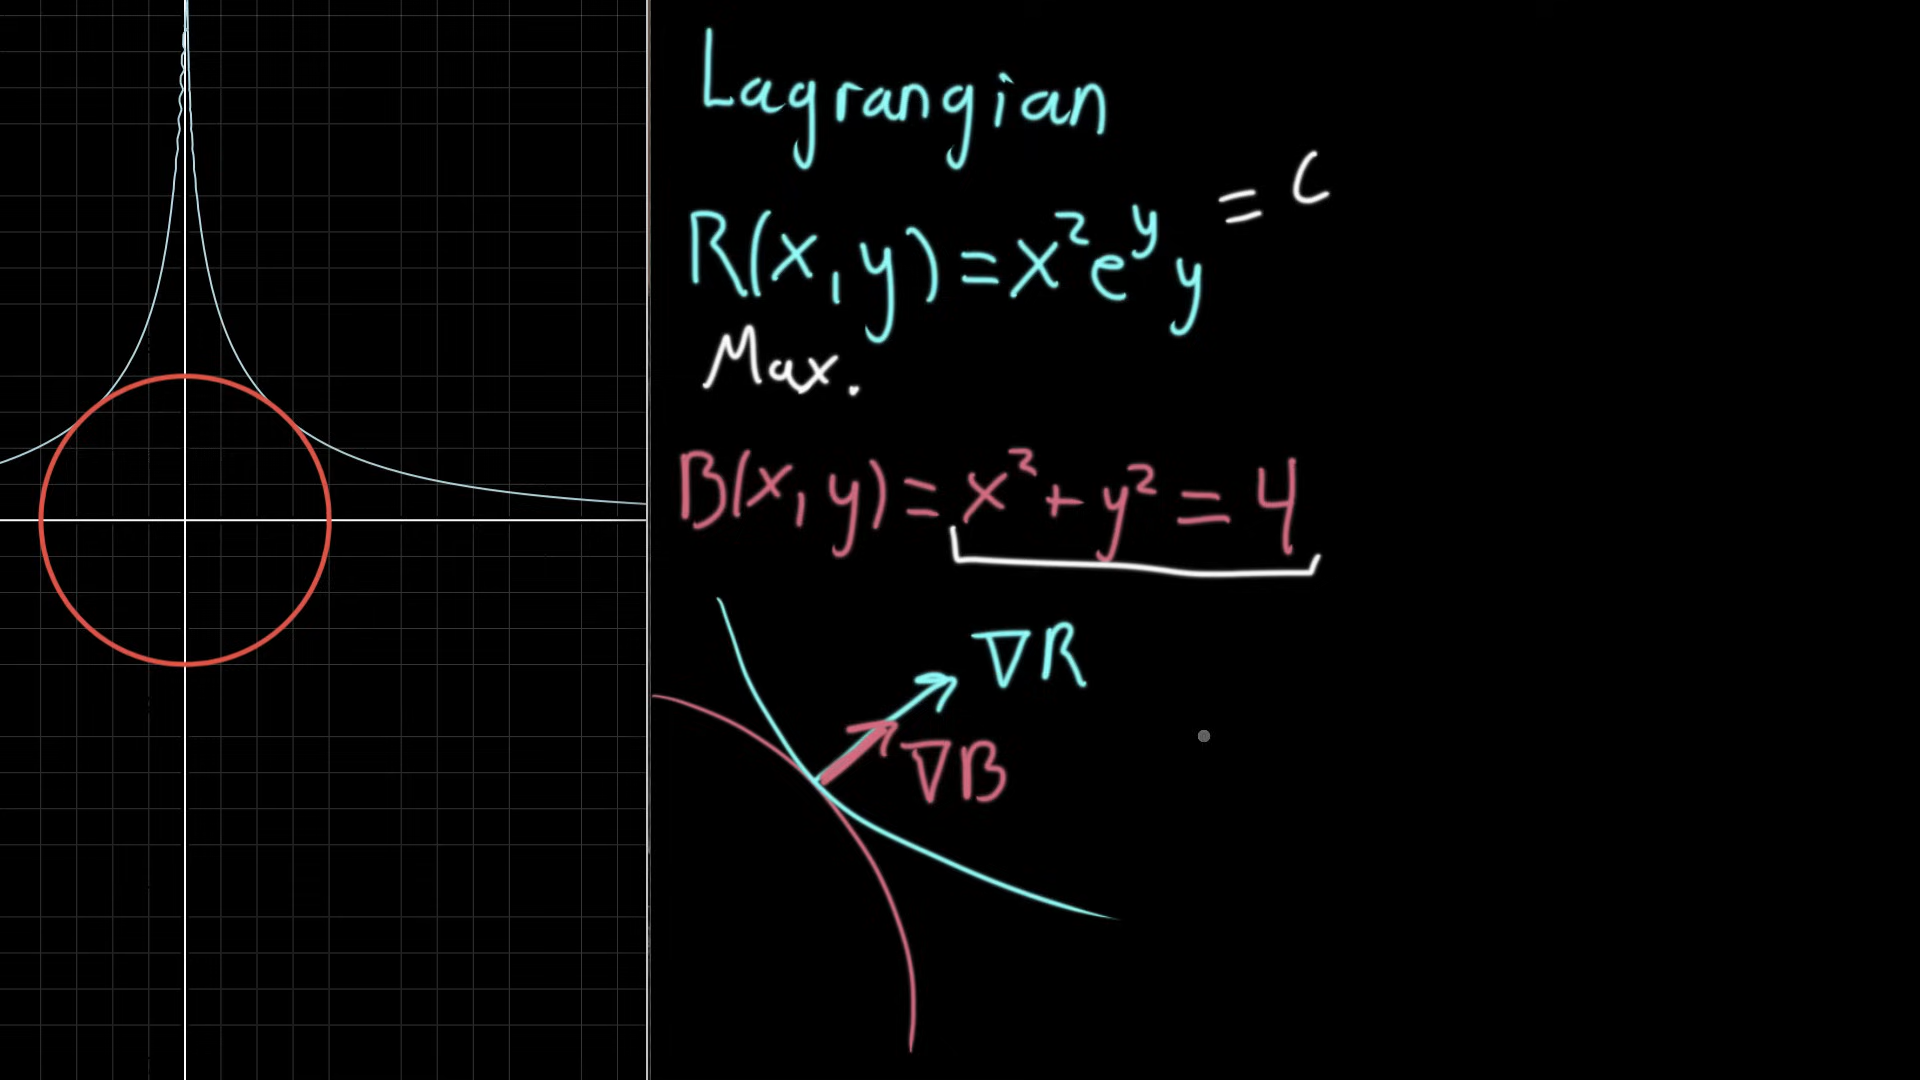 Lagrangian
R(x, y) = x²eʸy = c
Max.
B(x, y) = x² + y² = 4
∇R
∇B